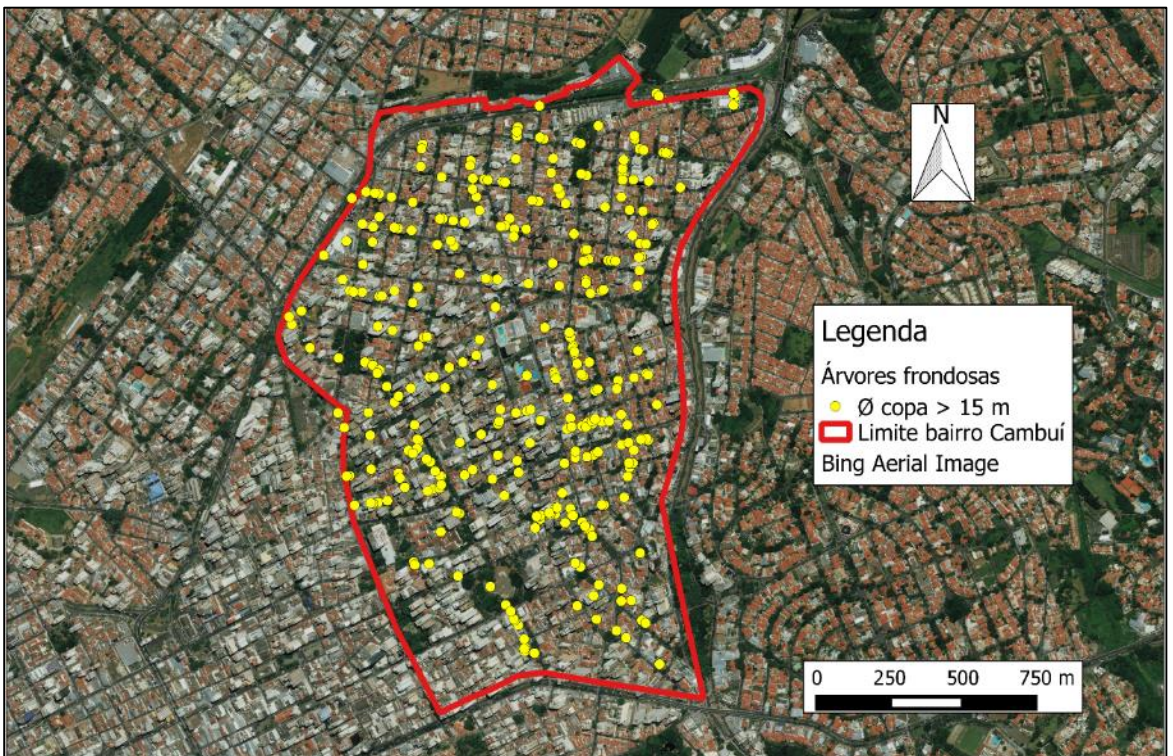 N
Legenda
Árvores frondosas
Ø copa > 15 m
Limite bairro Cambuí
Bing Aerial Image
0 250 500 750 m